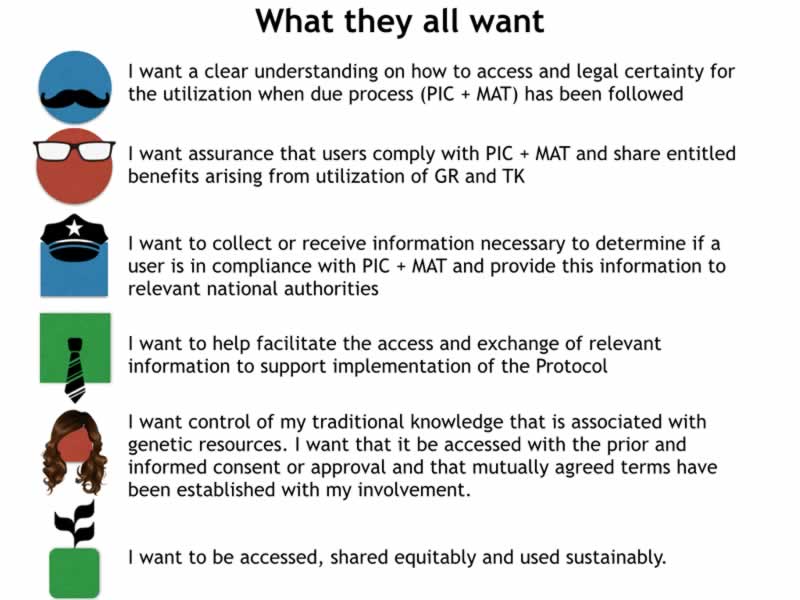 What they all want
I want a clear understanding on how to access and legal certainty for
the utilization when due process (PIC + MAT) has been followed
I want assurance that users comply with PIC + MAT and share entitled
benefits arising from utilization of GR and TK
I want to collect or receive information necessary to determine if a
user is in compliance with PIC + MAT and provide this information to
relevant national authorities
I want to help facilitate the access and exchange of relevant
information to support implementation of the Protocol
I want control of my traditional knowledge that is associated with
genetic resources. I want that it be accessed with the prior and
informed consent or approval and that mutually agreed terms have
been established with my involvement.
I want to be accessed, shared equitably and used sustainably.